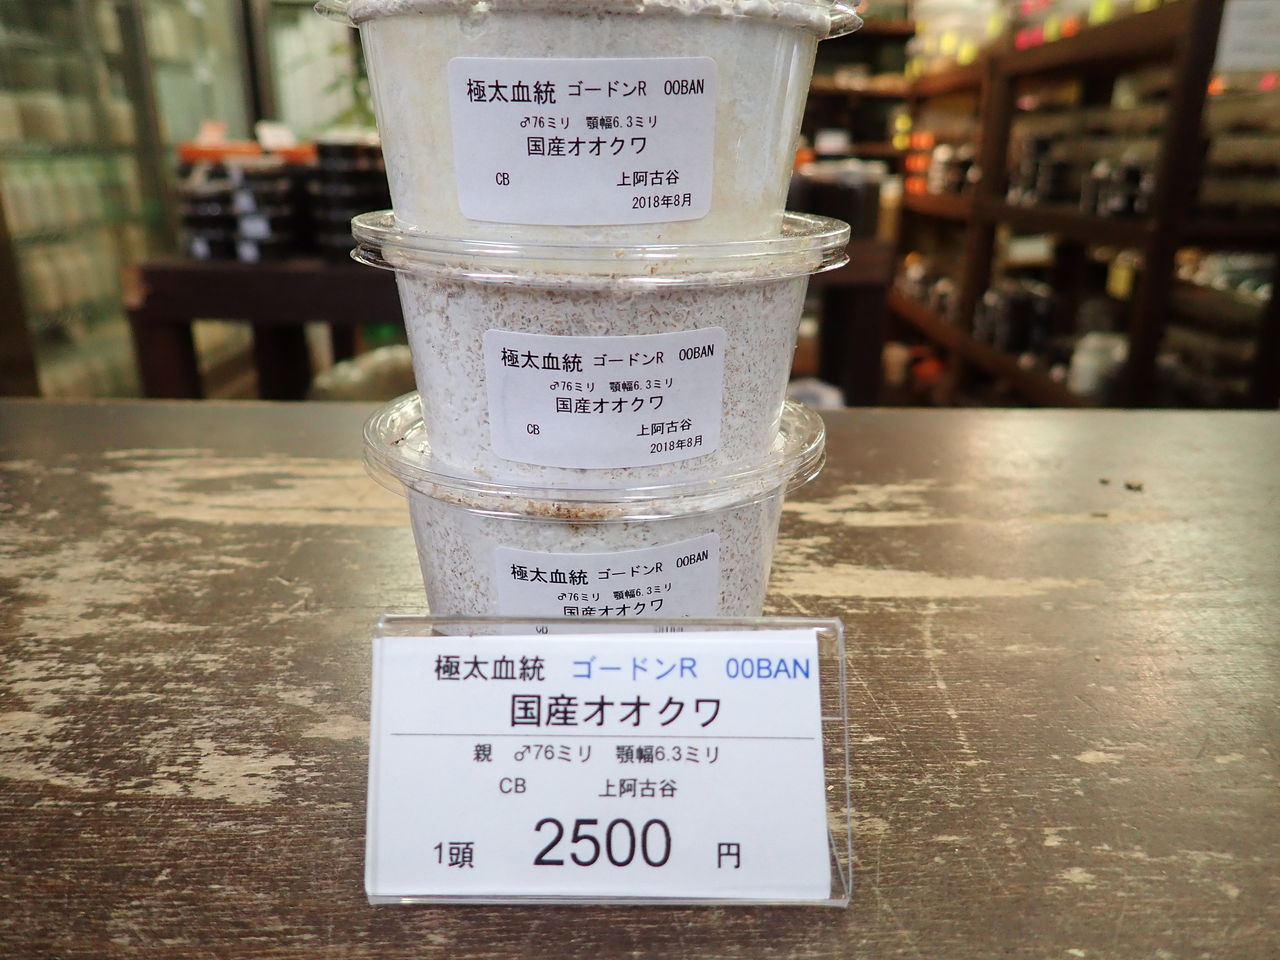 極太血統 ゴードンR 00BAN
♂76ミリ 顎幅6.3ミリ
国産オオクワ
CB 上阿古谷
2018年8月
極太血統 ゴードンR 00BAN
♂76ミリ 顎幅6.3ミリ
国産オオクワ
CB 上阿古谷
2018年8月
極太血統 ゴードンR 00BAN
♂76ミリ 顎幅6.3ミリ
国産オオクワ
CB
極太血統 ゴードンR 00BAN
国産オオクワ
親 ♂76ミリ 顎幅6.3ミリ
CB 上阿古谷
1頭 2500 円